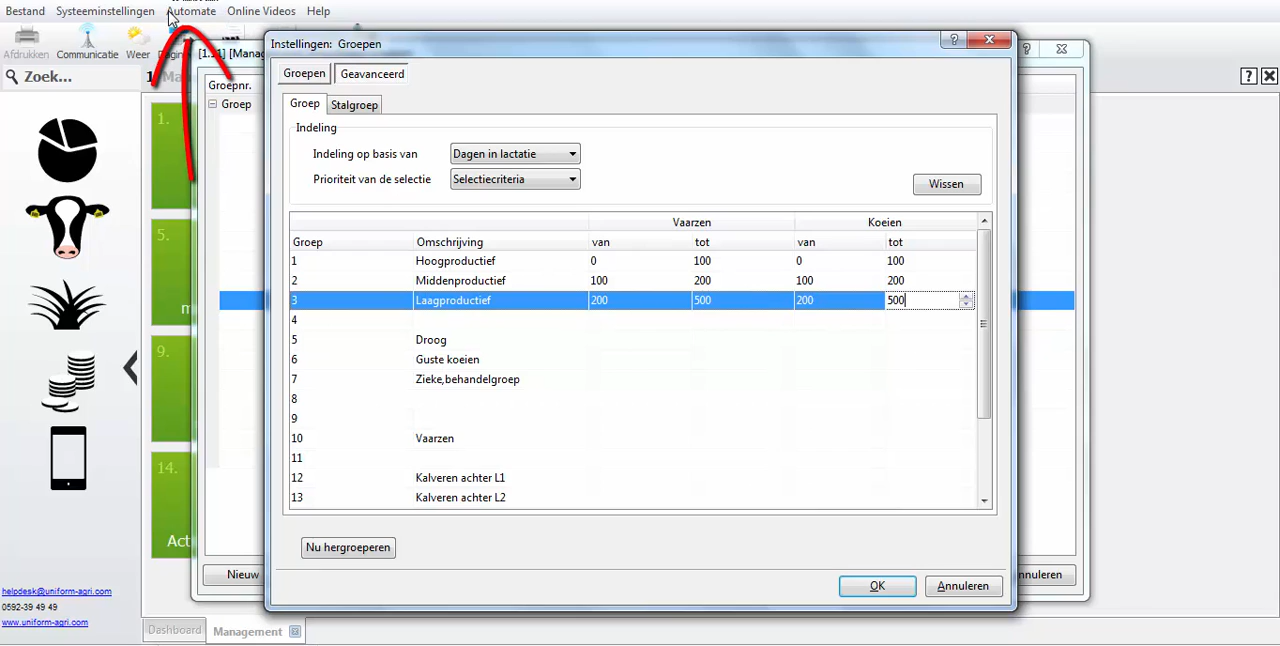 Bestand Systeeminstellingen Automate Online Videos Help
Afdrukken Communicatie Weer
Zoek...
helpdesk@uniform-agri.com
0592-39 49 49
www.uniform-agri.com
1.
5.
9.
14.
Act
Groepnr.
Groep
Nieuw
Instellingen: Groepen
Groepen Geavanceerd
Groep Stalgroep
Indeling
Indeling op basis van Dagen in lactatie
Prioriteit van de selectie Selectiecriteria
Wissen
Vaarzen Koeien
Groep Omschrijving van tot van tot
1 Hoogproductief 0 100 0 100
2 Middenproductief 100 200 100 200
3 Laagproductief 200 500 200 500
4
5 Droog
6 Guste koeien
7 Zieke,behandelgroep
8
9
10 Vaarzen
11
12 Kalveren achter L1
13 Kalveren achter L2
Nu hergroeperen
OK Annuleren
nnuleren
Dashboard Management